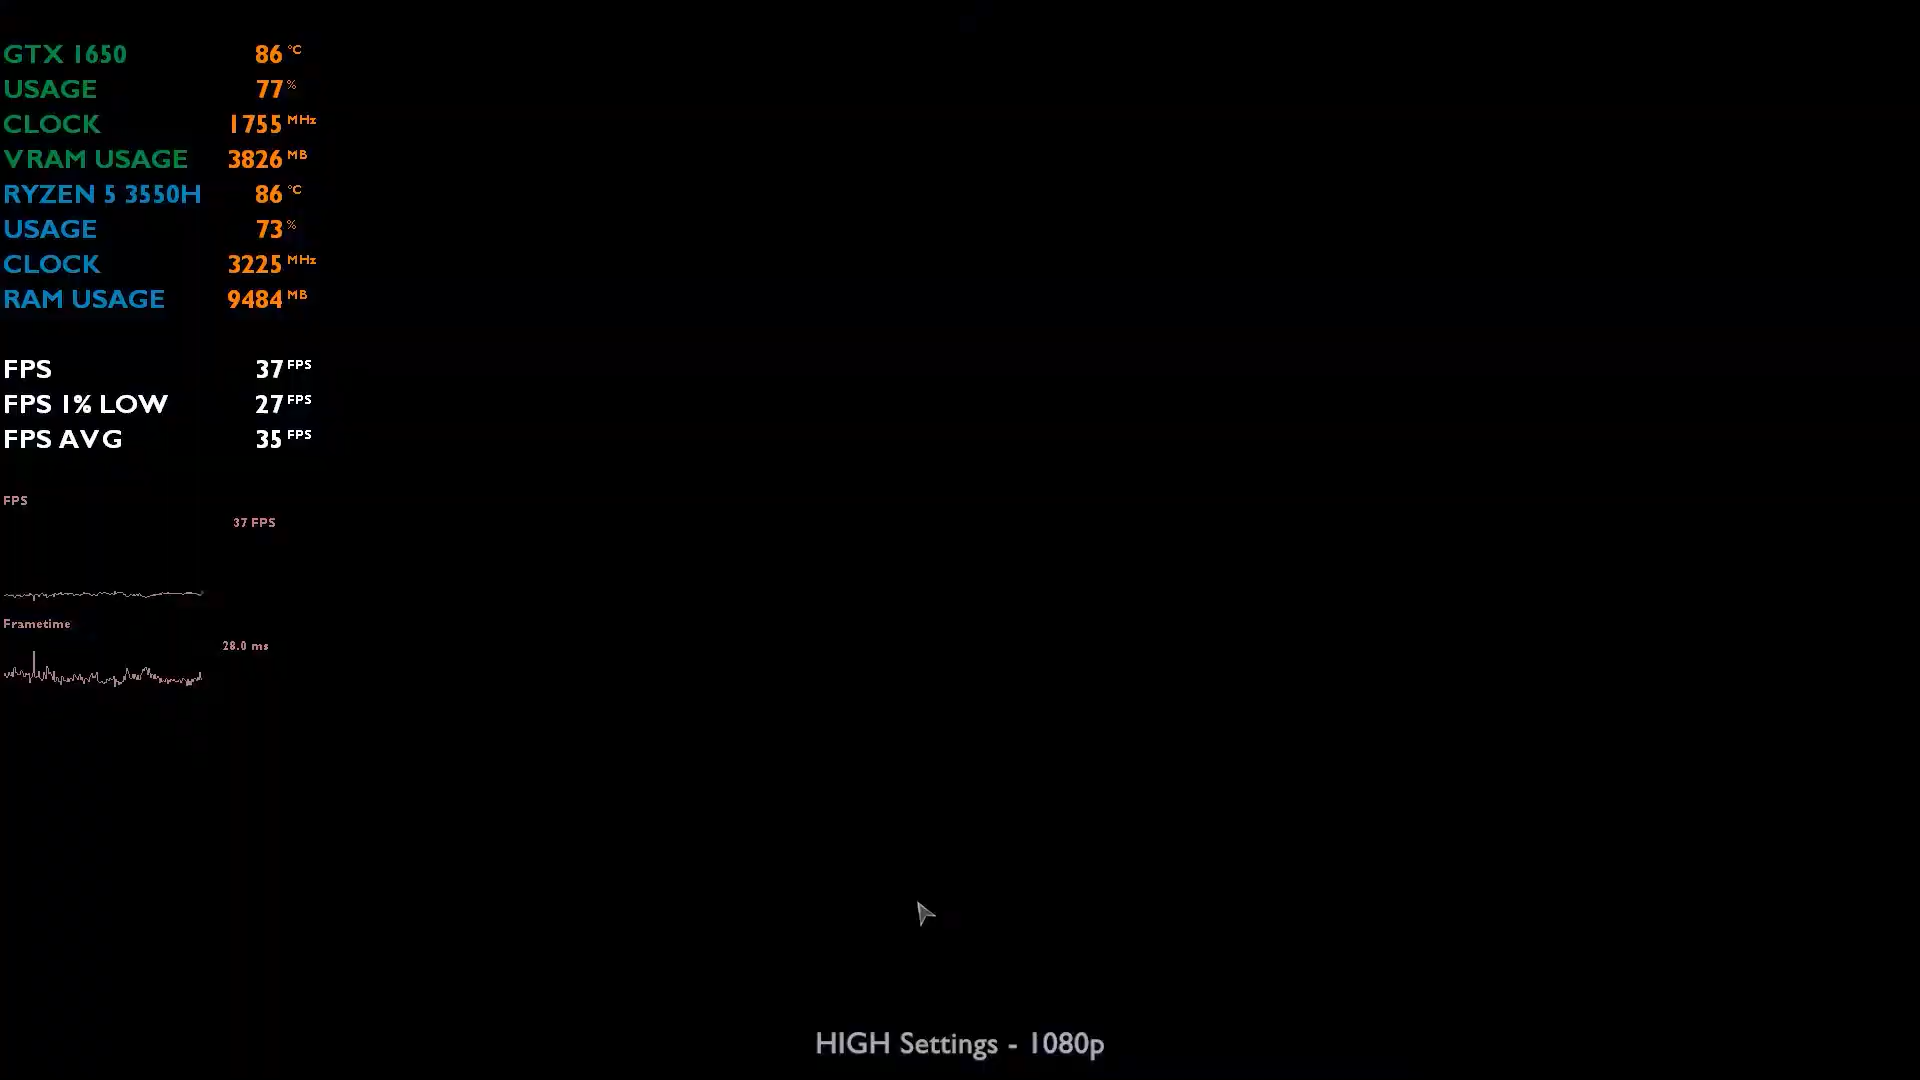 GTX 1650 86 °C
USAGE 77 %
CLOCK 1755 MHz
VRAM USAGE 3826 MB
RYZEN 5 3550H 86 °C
USAGE 73 %
CLOCK 3225 MHz
RAM USAGE 9484 MB
FPS 37 FPS
FPS 1% LOW 27 FPS
FPS AVG 35 FPS
FPS
37 FPS
Frametime
28.0 ms
HIGH Settings - 1080p